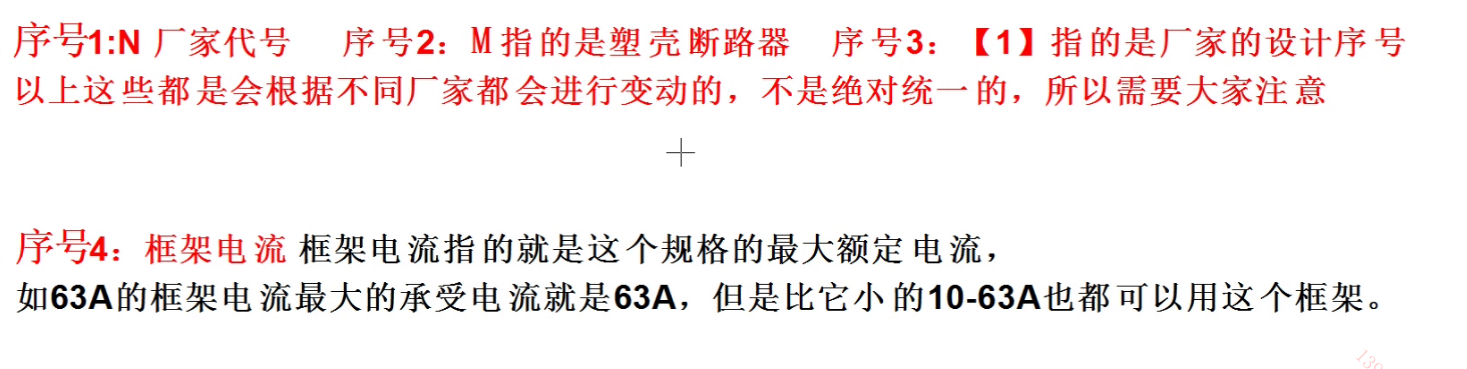 序号1:N 厂家代号 序号2：M指的是塑壳断路器 序号3：【1】指的是厂家的设计序号
以上这些都是会根据不同厂家都会进行变动的，不是绝对统一的，所以需要大家注意
序号4：框架电流 框架电流指的就是这个规格的最大额定电流，
如63A的框架电流最大的承受电流就是63A，但是比它小的10-63A也都可以用这个框架。